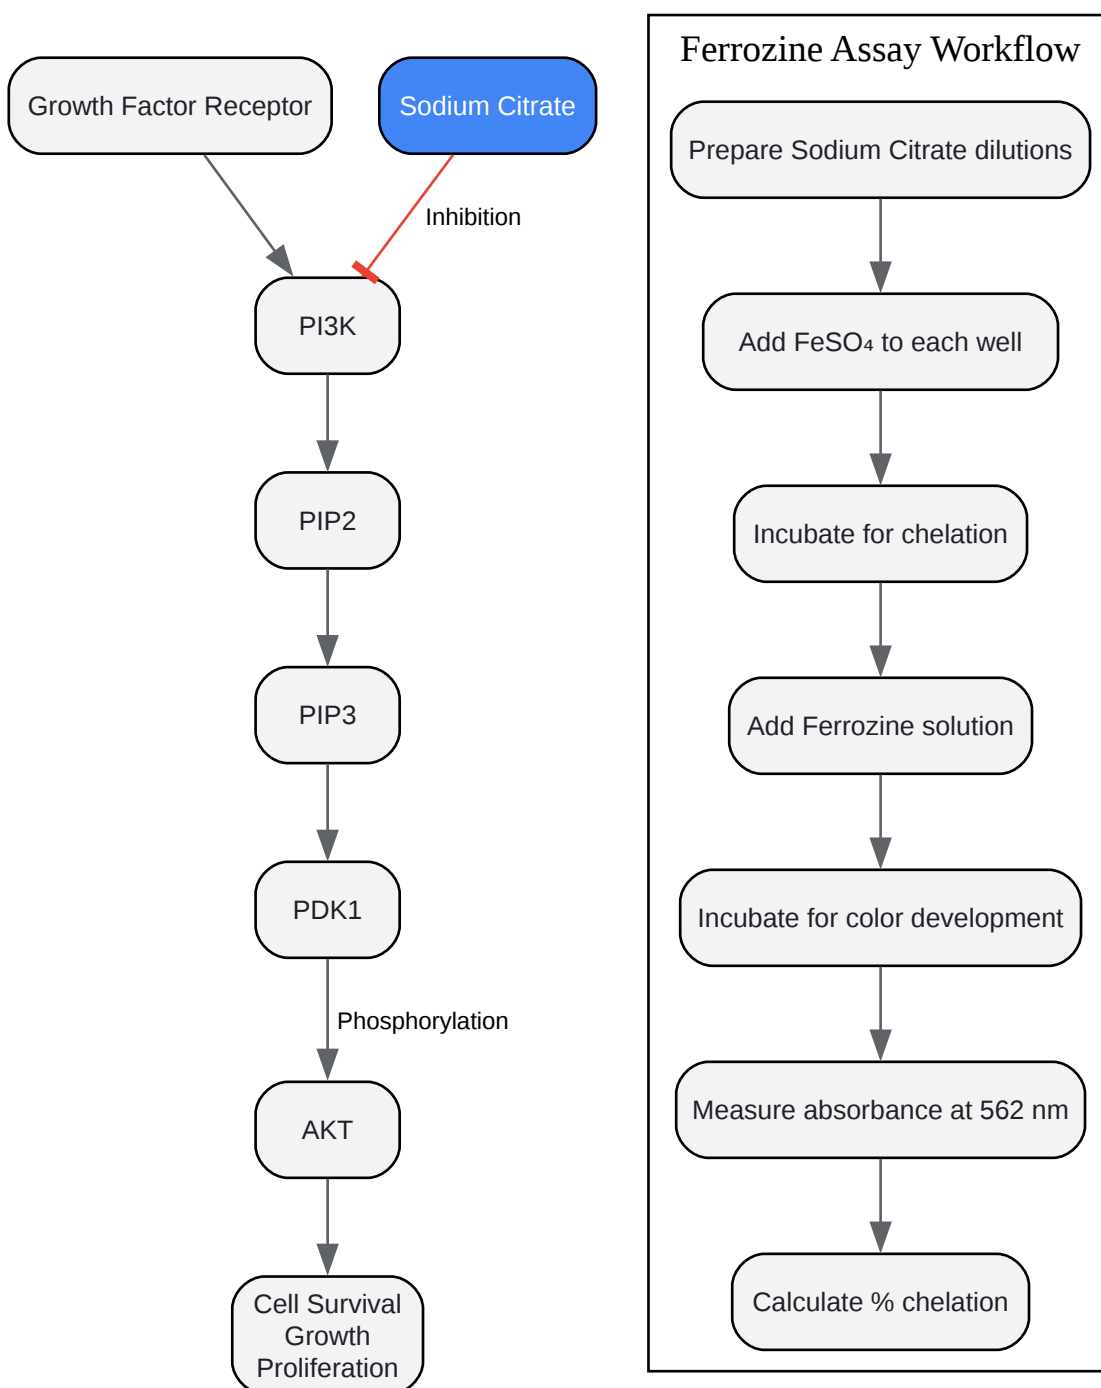 Growth Factor Receptor
Sodium Citrate
Inhibition
PI3K
PIP2
PIP3
PDK1
Phosphorylation
AKT
Cell Survival
Growth
Proliferation
Ferrozine Assay Workflow
Prepare Sodium Citrate dilutions
Add FeSO₄ to each well
Incubate for chelation
Add Ferrozine solution
Incubate for color development
Measure absorbance at 562 nm
Calculate % chelation